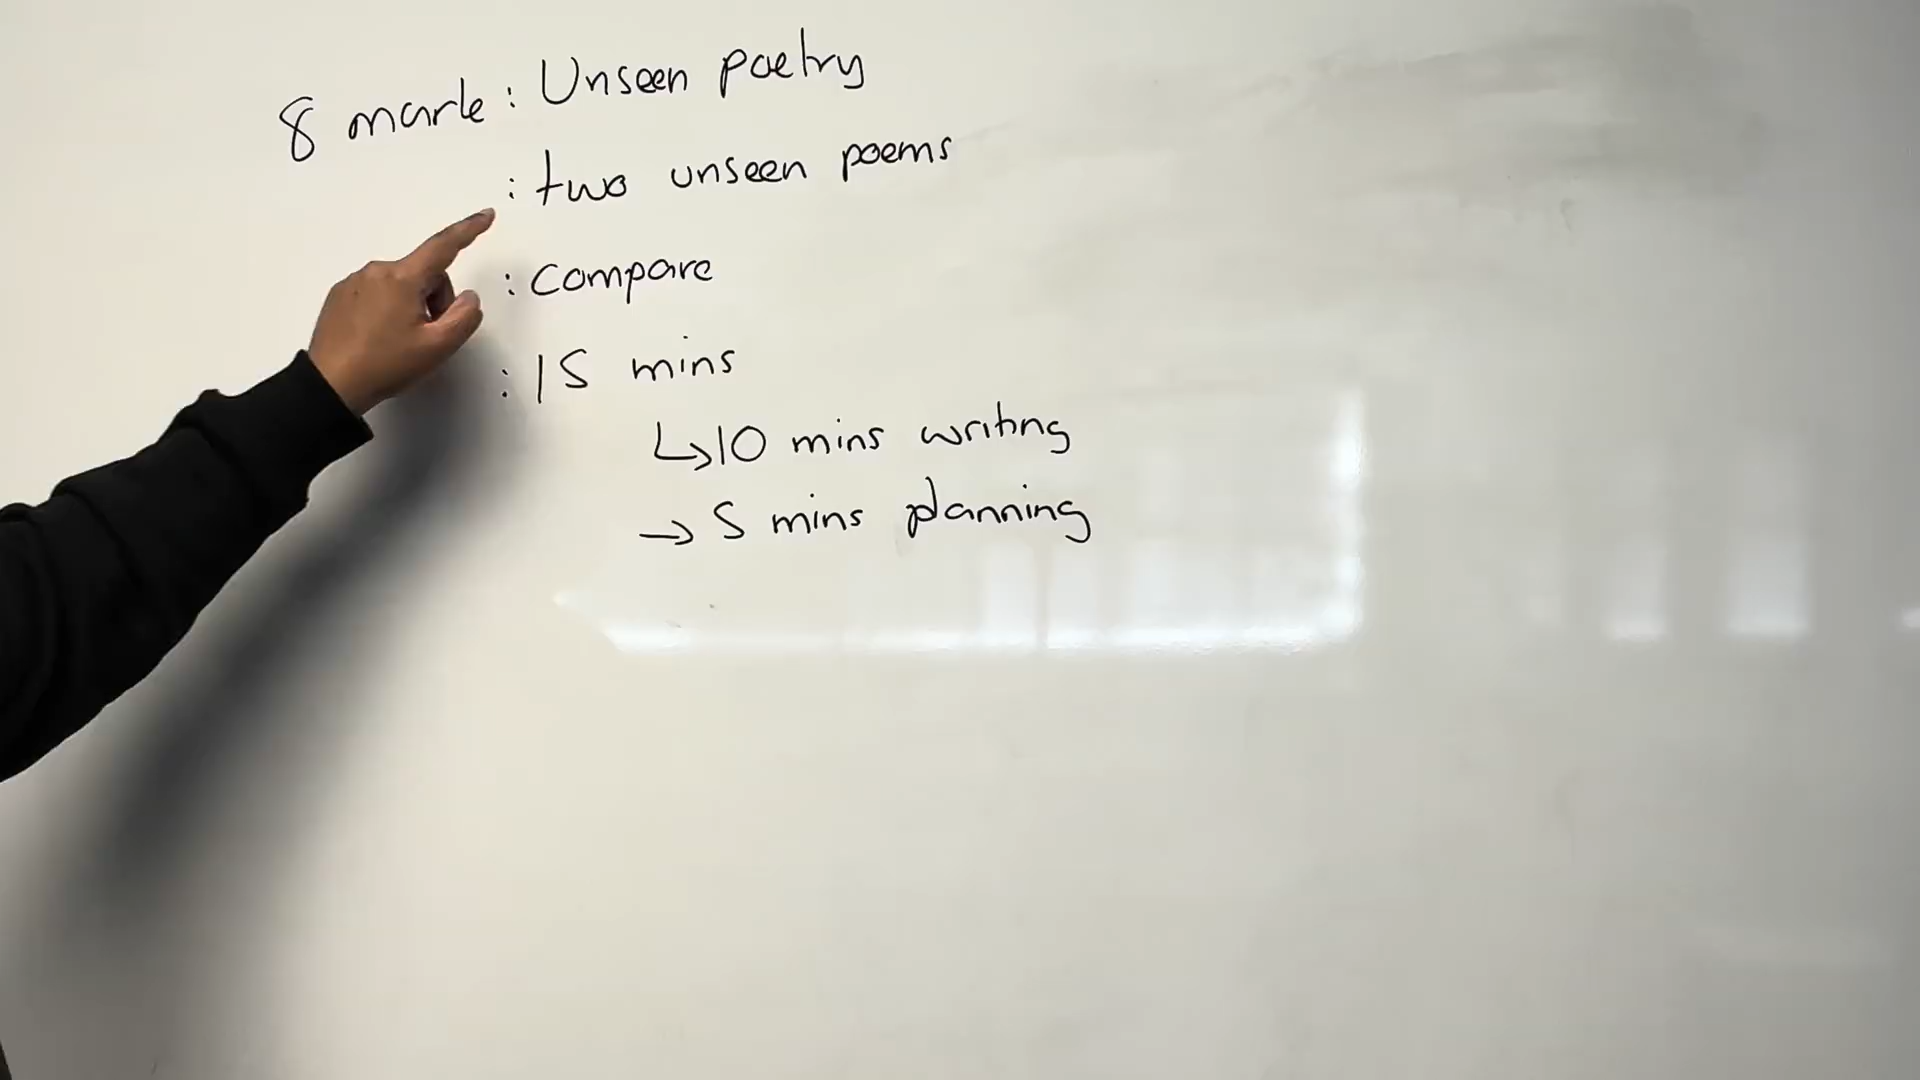 8 mark : Unseen poetry
: two unseen poems
: Compare
: 15 mins
↳ 10 mins writing
→ 5 mins planning